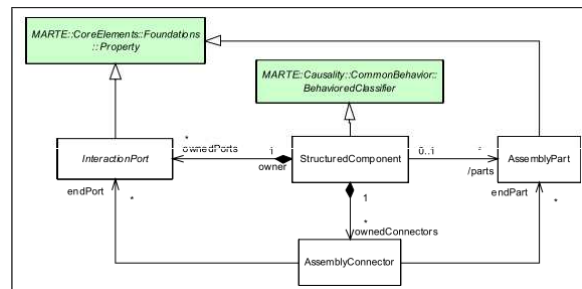 MARTE::CoreElements::Foundations
::Property
MARTE::Causality::CommonBehavior::
BehavioredClassifier
InteractionPort
*
ownedPorts
1
owner
StructuredComponent
0..1
*
/parts
AssemblyPart
endPort
*
1
*
ownedConnectors
endPart
*
AssemblyConnector